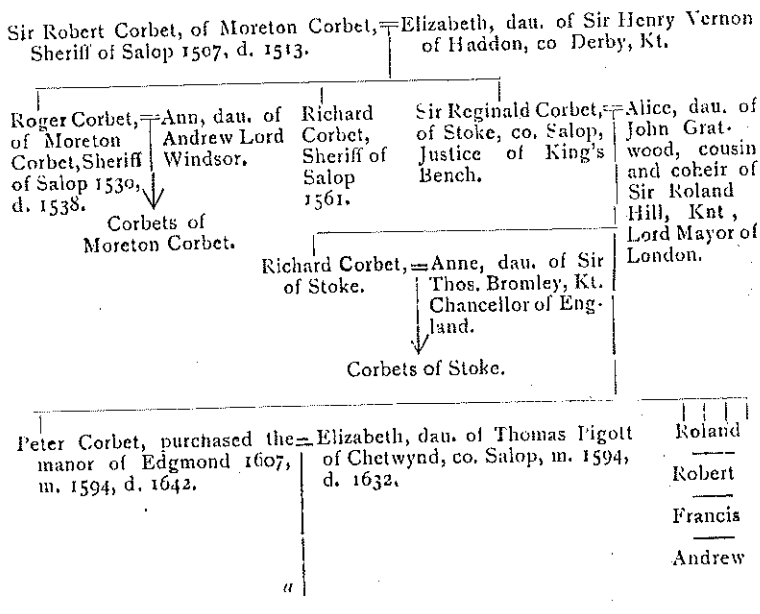 Sir Robert Corbet, of Moreton Corbet,
Sheriff of Salop 1507, d. 1513.
Elizabeth, dau. of Sir Henry Vernon
of Haddon, co Derby, Kt.
Roger Corbet,
of Moreton
Corbet, Sheriff
of Salop 1530,
d. 1538.
Ann, dau. of
Andrew Lord
Windsor.
Corbets of
Moreton Corbet.
Richard
Corbet,
Sheriff of
Salop
1561.
Sir Reginald Corbet,
of Stoke, co. Salop,
Justice of King's
Bench.
Alice, dau. of
John Grat-
wood, cousin
and coheir of
Sir Roland
Hill, Knt,
Lord Mayor of
London.
Richard Corbet,
of Stoke.
Anne, dau. of Sir
Thos. Bromley, Kt.
Chancellor of Eng-
land.
Corbets of Stoke.
Peter Corbet, purchased the
manor of Edgmond 1607,
m. 1594, d. 1642.
Elizabeth, dau. of Thomas Pigott
of Chetwynd, co. Salop, m. 1594,
d. 1632.
Roland
Robert
Francis
Andrew
a